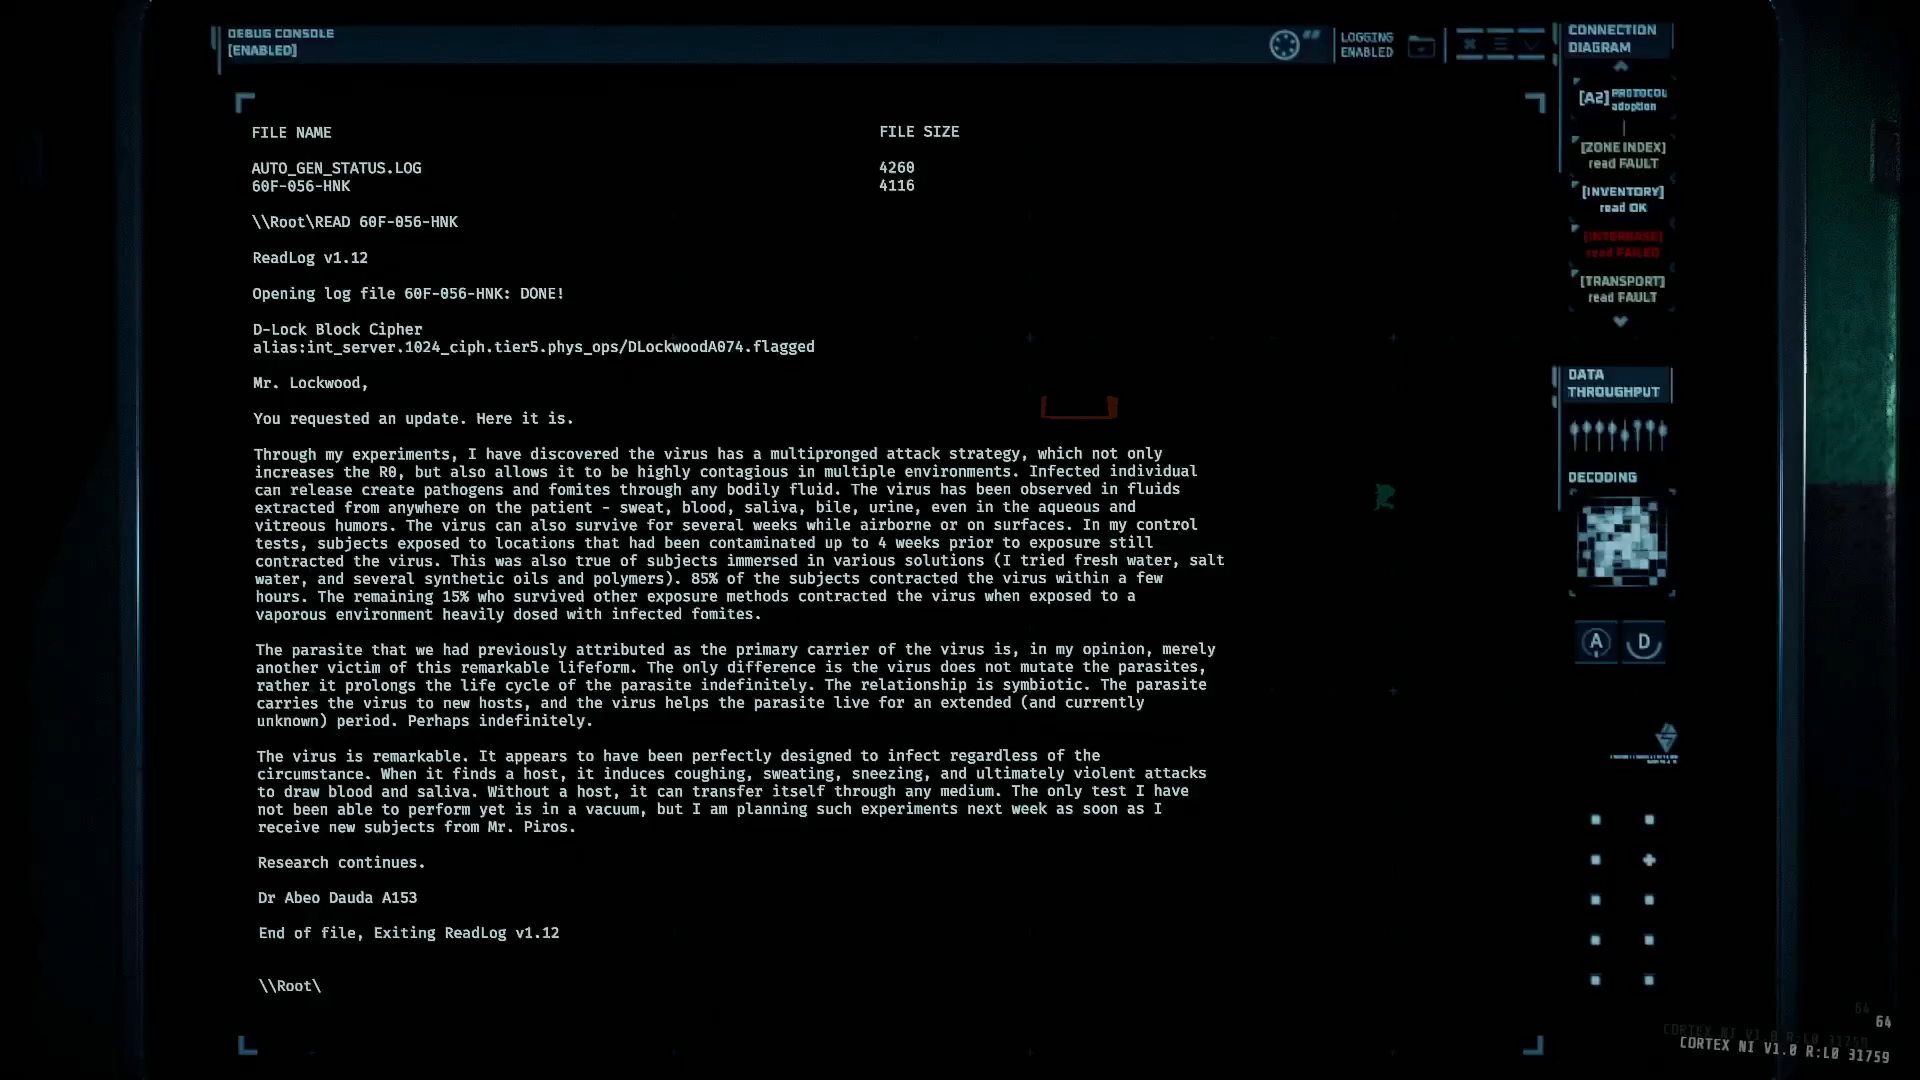 DEBUG CONSOLE
[ENABLED]
LOGGING
ENABLED
FILE NAME FILE SIZE
AUTO_GEN_STATUS.LOG 4260
60F-056-HNK 4116
\\Root\READ 60F-056-HNK
ReadLog v1.12
Opening log file 60F-056-HNK: DONE!
D-Lock Block Cipher
alias:int_server.1024_ciph.tier5.phys_ops/DLockwoodA074.flagged
Mr. Lockwood,
You requested an update. Here it is.
Through my experiments, I have discovered the virus has a multipronged attack strategy, which not only
increases the R0, but also allows it to be highly contagious in multiple environments. Infected individual
can release create pathogens and fomites through any bodily fluid. The virus has been observed in fluids
extracted from anywhere on the patient - sweat, blood, saliva, bile, urine, even in the aqueous and
vitreous humors. The virus can also survive for several weeks while airborne or on surfaces. In my control
tests, subjects exposed to locations that had been contaminated up to 4 weeks prior to exposure still
contracted the virus. This was also true of subjects immersed in various solutions (I tried fresh water, salt
water, and several synthetic oils and polymers). 85% of the subjects contracted the virus within a few
hours. The remaining 15% who survived other exposure methods contracted the virus when exposed to a
vaporous environment heavily dosed with infected fomites.
The parasite that we had previously attributed as the primary carrier of the virus is, in my opinion, merely
another victim of this remarkable lifeform. The only difference is the virus does not mutate the parasites,
rather it prolongs the life cycle of the parasite indefinitely. The relationship is symbiotic. The parasite
carries the virus to new hosts, and the virus helps the parasite live for an extended (and currently
unknown) period. Perhaps indefinitely.
The virus is remarkable. It appears to have been perfectly designed to infect regardless of the
circumstance. When it finds a host, it induces coughing, sweating, sneezing, and ultimately violent attacks
to draw blood and saliva. Without a host, it can transfer itself through any medium. The only test I have
not been able to perform yet is in a vacuum, but I am planning such experiments next week as soon as I
receive new subjects from Mr. Piros.
Research continues.
Dr Abeo Dauda A153
End of file, Exiting ReadLog v1.12
\\Root\
CONNECTION
DIAGRAM
[A2] PROTOCOL
adoption
[ZONE INDEX]
read FAULT
[INVENTORY]
read OK
[INTERBASE]
read FAILED
[TRANSPORT]
read FAULT
DATA
THROUGHPUT
DECODING
A D
64
CORTEX NI V1.0 R:L0 31759